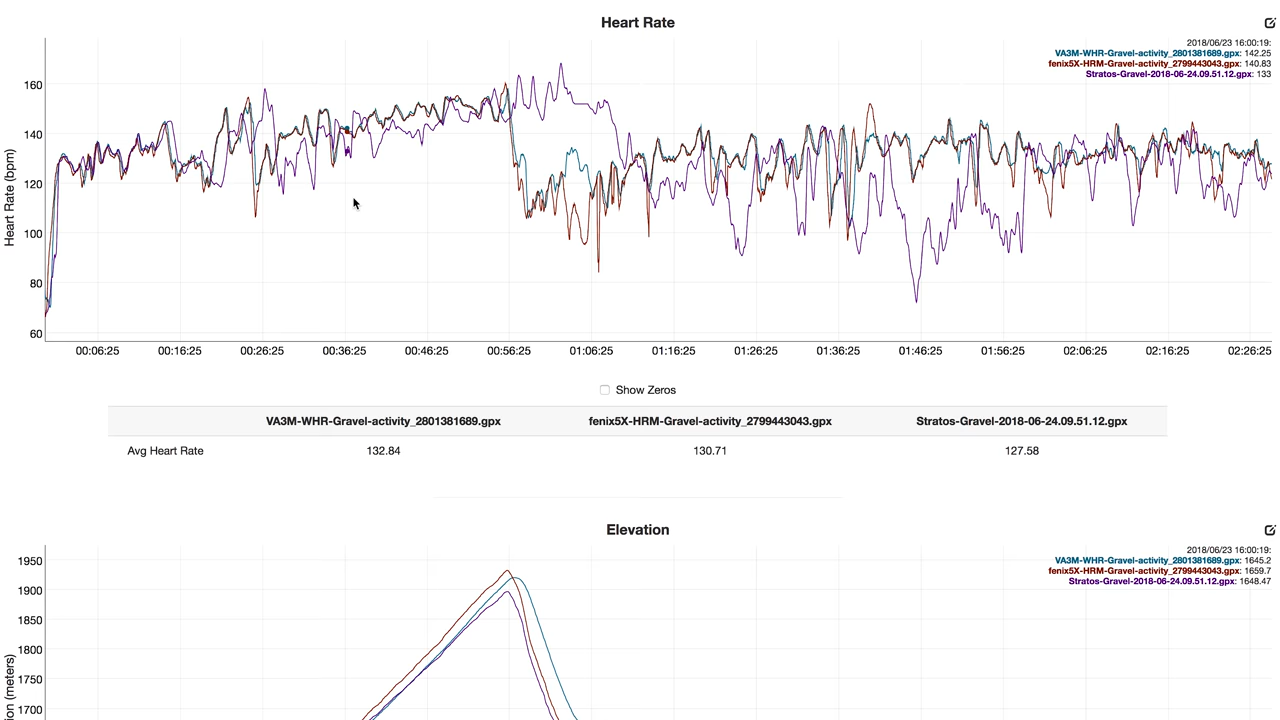 Heart Rate
2018/06/23 16:00:19:
VA3M-WHR-Gravel-activity_2801381689.gpx: 142.25
fenix5X-HRM-Gravel-activity_2799443043.gpx: 140.83
Stratos-Gravel-2018-06-24.09.51.12.gpx: 133
Heart Rate (bpm)
160
140
120
100
80
60
00:06:25 00:16:25 00:26:25 00:36:25 00:46:25 00:56:25 01:06:25 01:16:25 01:26:25 01:36:25 01:46:25 01:56:25 02:06:25 02:16:25 02:26:25
Show Zeros
VA3M-WHR-Gravel-activity_2801381689.gpx fenix5X-HRM-Gravel-activity_2799443043.gpx Stratos-Gravel-2018-06-24.09.51.12.gpx
Avg Heart Rate 132.84 130.71 127.58
Elevation
2018/06/23 16:00:19:
VA3M-WHR-Gravel-activity_2801381689.gpx: 1645.2
fenix5X-HRM-Gravel-activity_2799443043.gpx: 1659.7
Stratos-Gravel-2018-06-24.09.51.12.gpx: 1648.47
ion (meters)
1950
1900
1850
1800
1750
1700